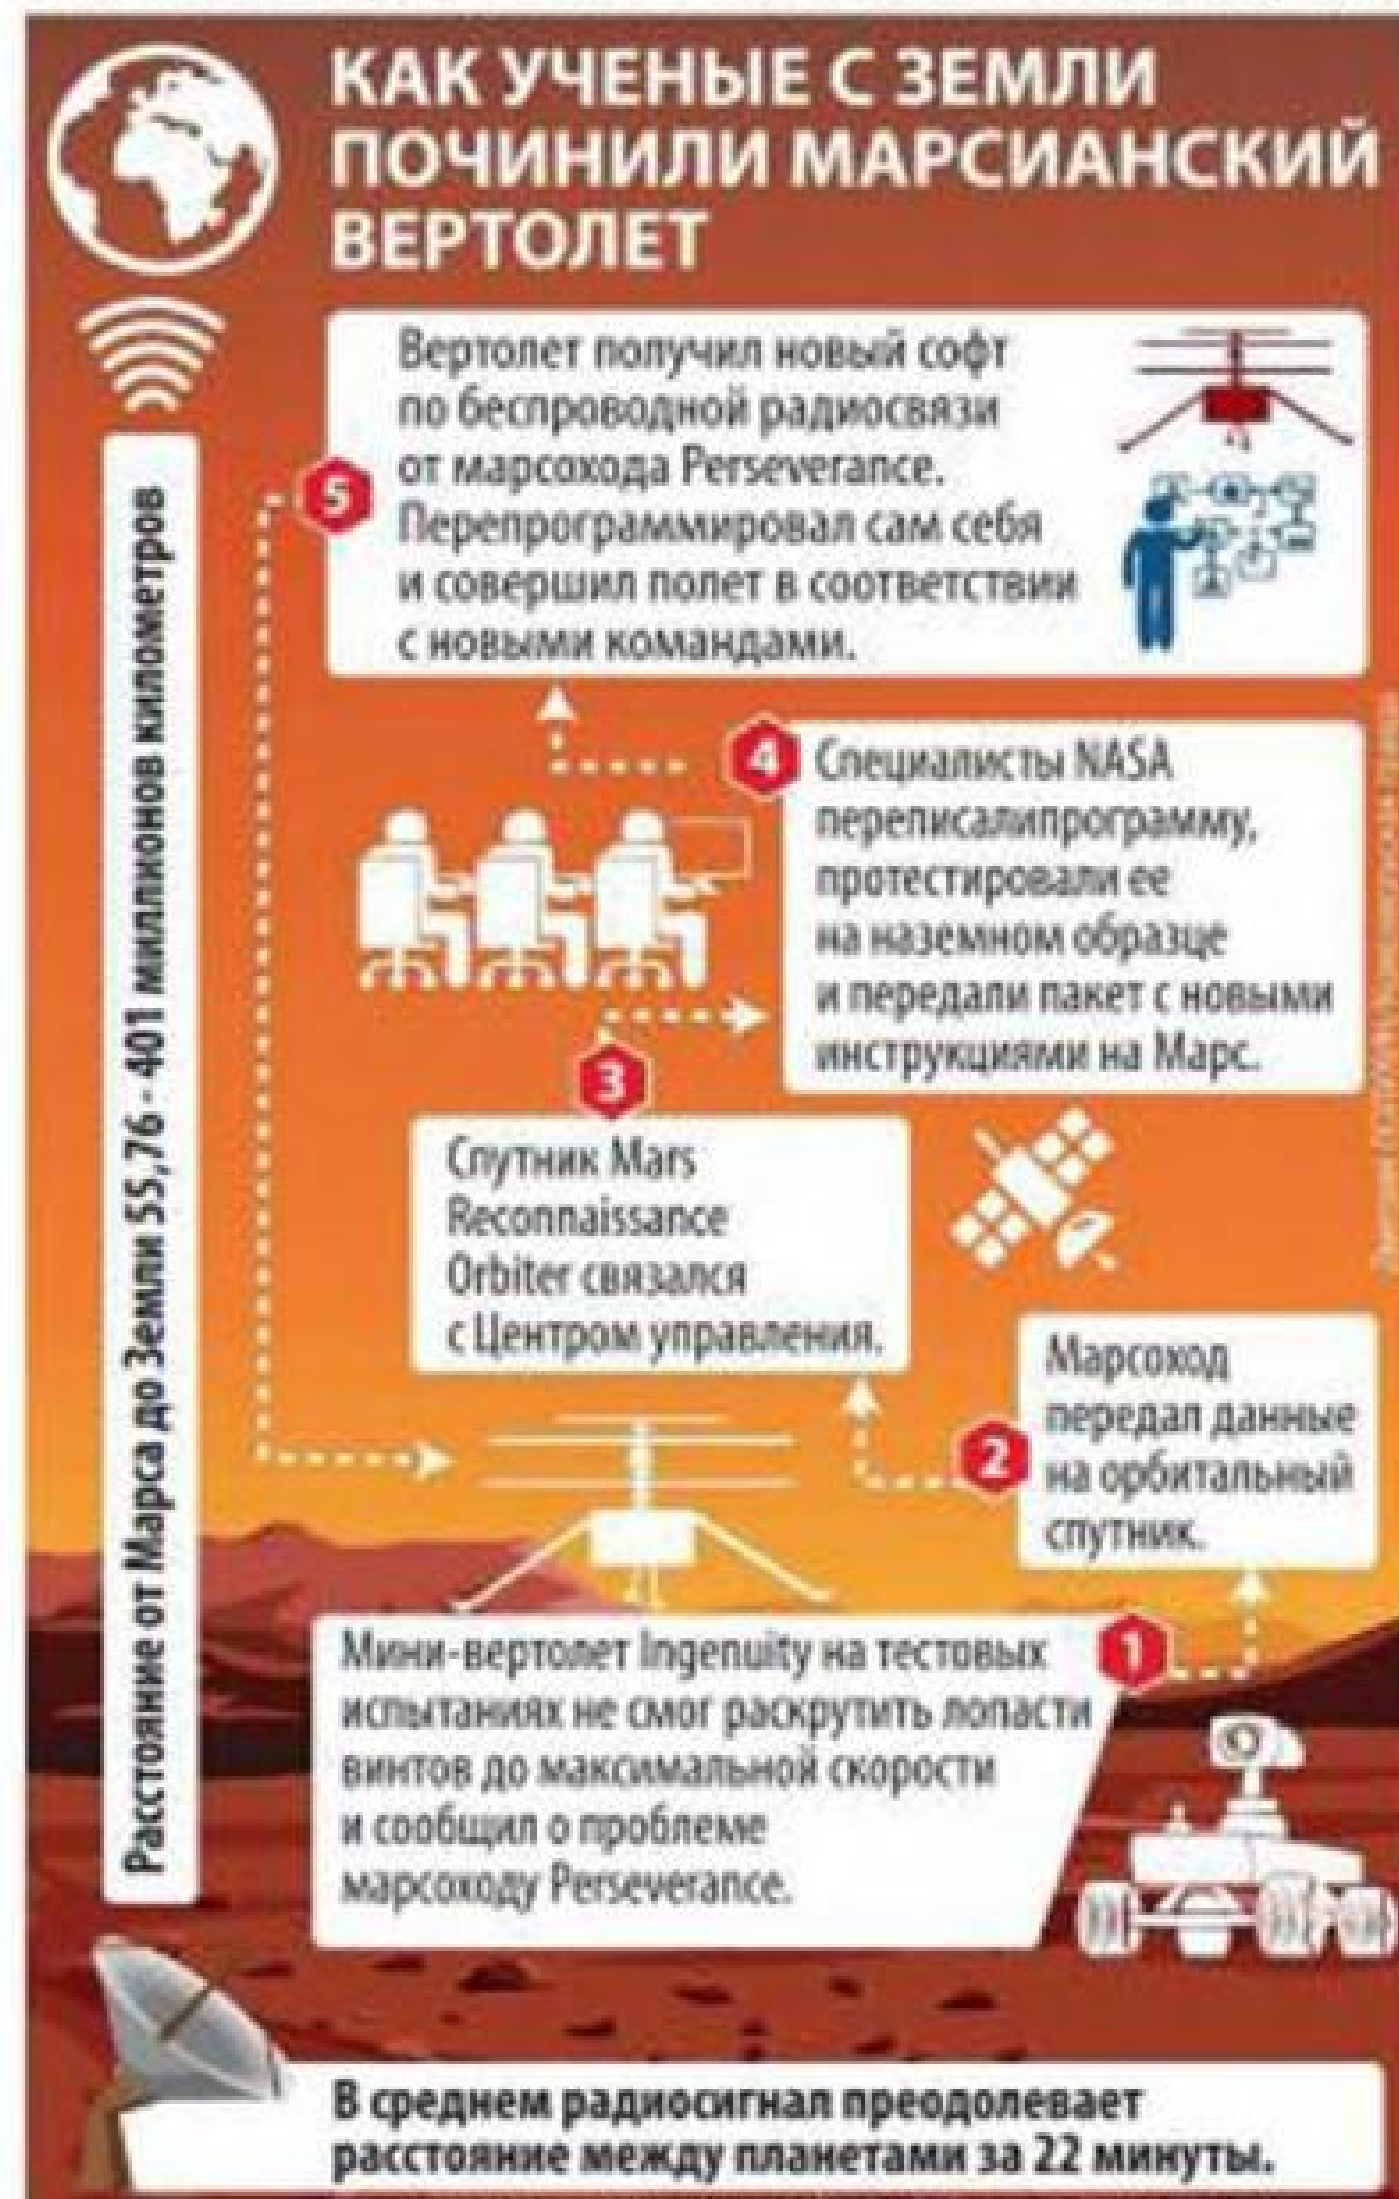 КАК УЧЕНЫЕ С ЗЕМЛИ
ПОЧИНИЛИ МАРСИАНСКИЙ
ВЕРТОЛЕТ
Вертолет получил новый софт
по беспроводной радиосвязи
от марсохода Perseverance.
Перепрограммировал сам себя
и совершил полет в соответствии
с новыми командами.
5
4
Специалисты NASA
переписалипрограмму,
протестировали ее
на наземном образце
и передали пакет с новыми
инструкциями на Марс.
3
Спутник Mars
Reconnaissance
Orbiter связался
с Центром управления.
2
Марсоход
передал данные
на орбитальный
спутник.
1
Мини-вертолет Ingenuity на тестовых
испытаниях не смог раскрутить лопасти
винтов до максимальной скорости
и сообщил о проблеме
марсоходу Perseverance.
Расстояние от Марса до Земли 55,76 - 401 миллионов километров
В среднем радиосигнал преодолевает
расстояние между планетами за 22 минуты.